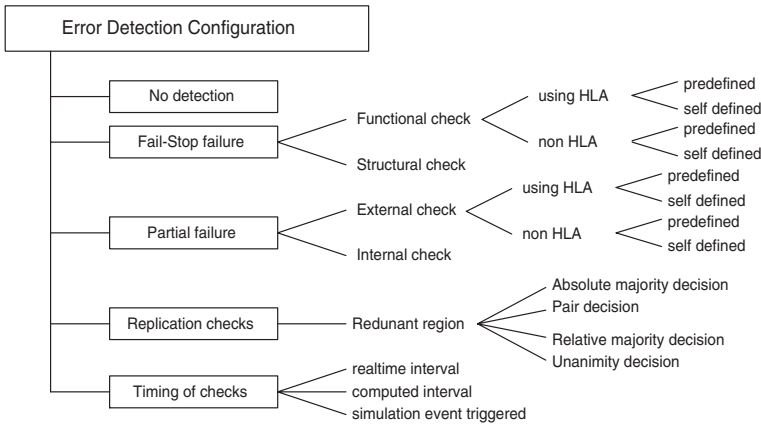 Error Detection Configuration
No detection
Fail-Stop failure
Functional check
using HLA
predefined
self defined
non HLA
predefined
self defined
Structural check
Partial failure
External check
using HLA
predefined
self defined
non HLA
predefined
self defined
Internal check
Replication checks
Redunant region
Absolute majority decision
Pair decision
Relative majority decision
Unanimity decision
Timing of checks
realtime interval
computed interval
simulation event triggered